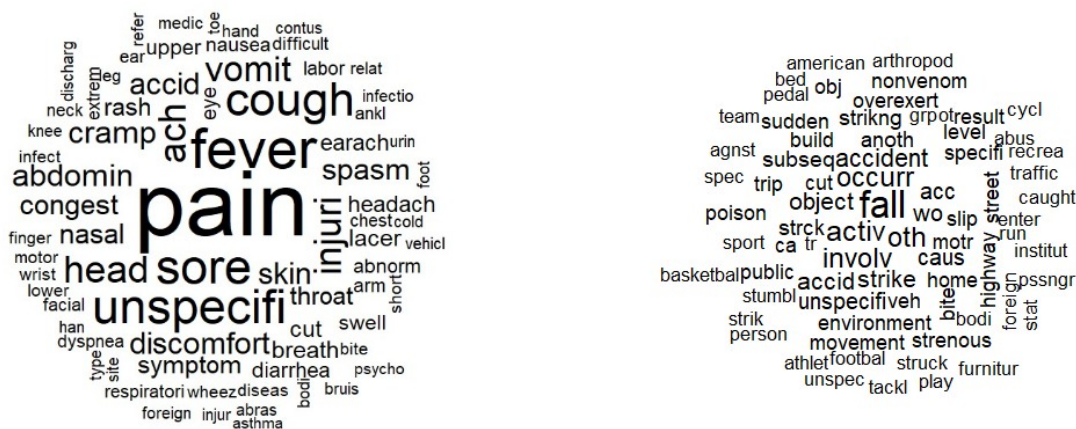 refer
medic
toe
hand
contus
ear
upper
nausea
difficult
discharg
extrem
leg
accid
vomit
labor
relat
neck
rash
ach
eye
cough
infectio
ankl
knee
cramp
fever
earach
urin
infect
abdomin
spasm
foot
congest
pain
injuri
headach
chest
cold
finger
nasal
lacer
vehicl
motor
wrist
head
sore
skin
abnorm
arm
short
lower
facial
unspecifi
throat
han
dyspnea
discomfort
cut
swell
type
site
symptom
breath
bite
diarrhea
psycho
respiratori
wheez
diseas
bodi
bruis
foreign
injur
abras
asthma
american
arthropod
bed
obj
nonvenom
pedal
overexert
team
sudden
strikng
grpot
result
cycl
build
anoth
level
abus
agnst
subseq
accident
specifi
recrea
spec
trip
cut
occurr
acc
street
traffic
poison
object
fall
wo
slip
enter
caught
strck
activ
oth
motr
run
sport
ca
tr
involv
caus
highway
institut
basketbal
public
accid
strike
home
pssngr
stumbl
unspecifi
veh
bite
foreign
stat
strik
environment
bodi
person
movement
strenous
athlet
footbal
struck
furnitur
unspec
tackl
play